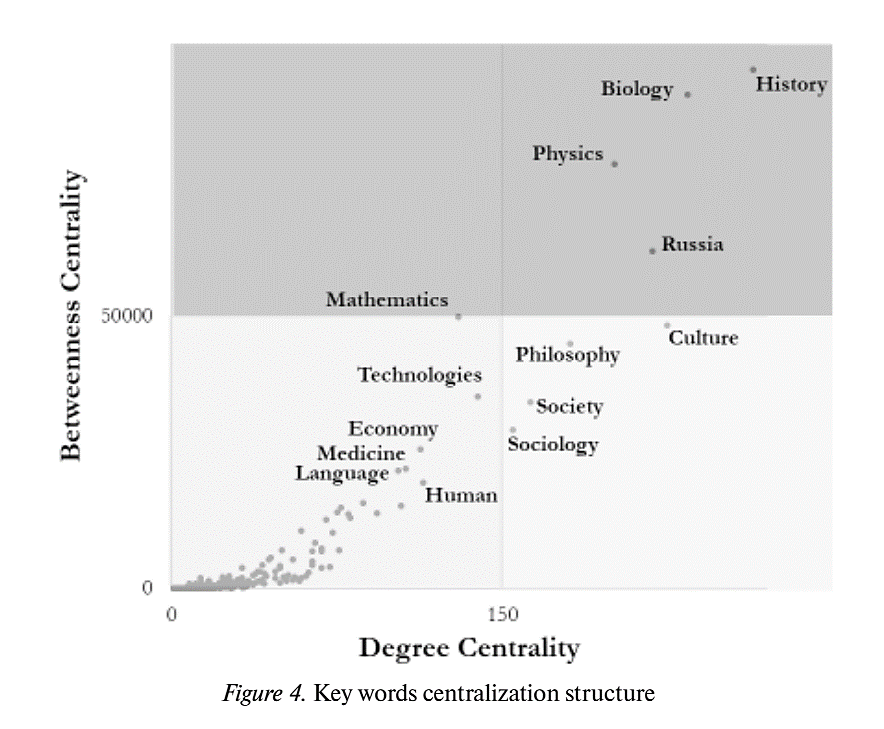 History
Biology
Physics
Russia
Mathematics
50000
Culture
Philosophy
Technologies
Society
Economy
Sociology
Medicine
Language
Human
0
0
150
Betweenness Centrality
Degree Centrality
Figure 4. Key words centralization structure